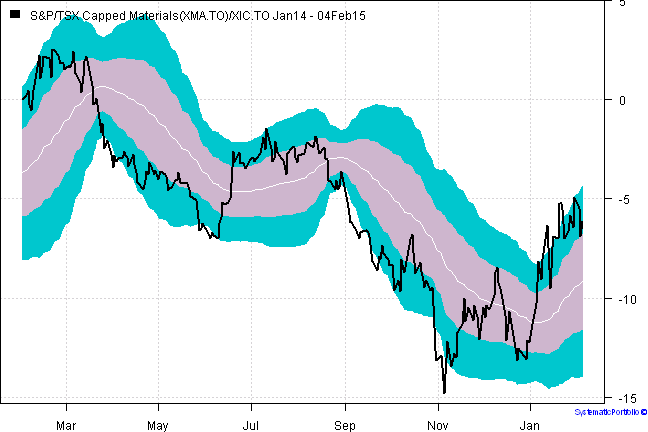 S&P/TSX Capped Materials(XMA.TO)/XIC.TO Jan14 - 04Feb15
5
0
-5
-10
-15
Mar May Jul Sep Nov Jan
SystematicPortfolio ©